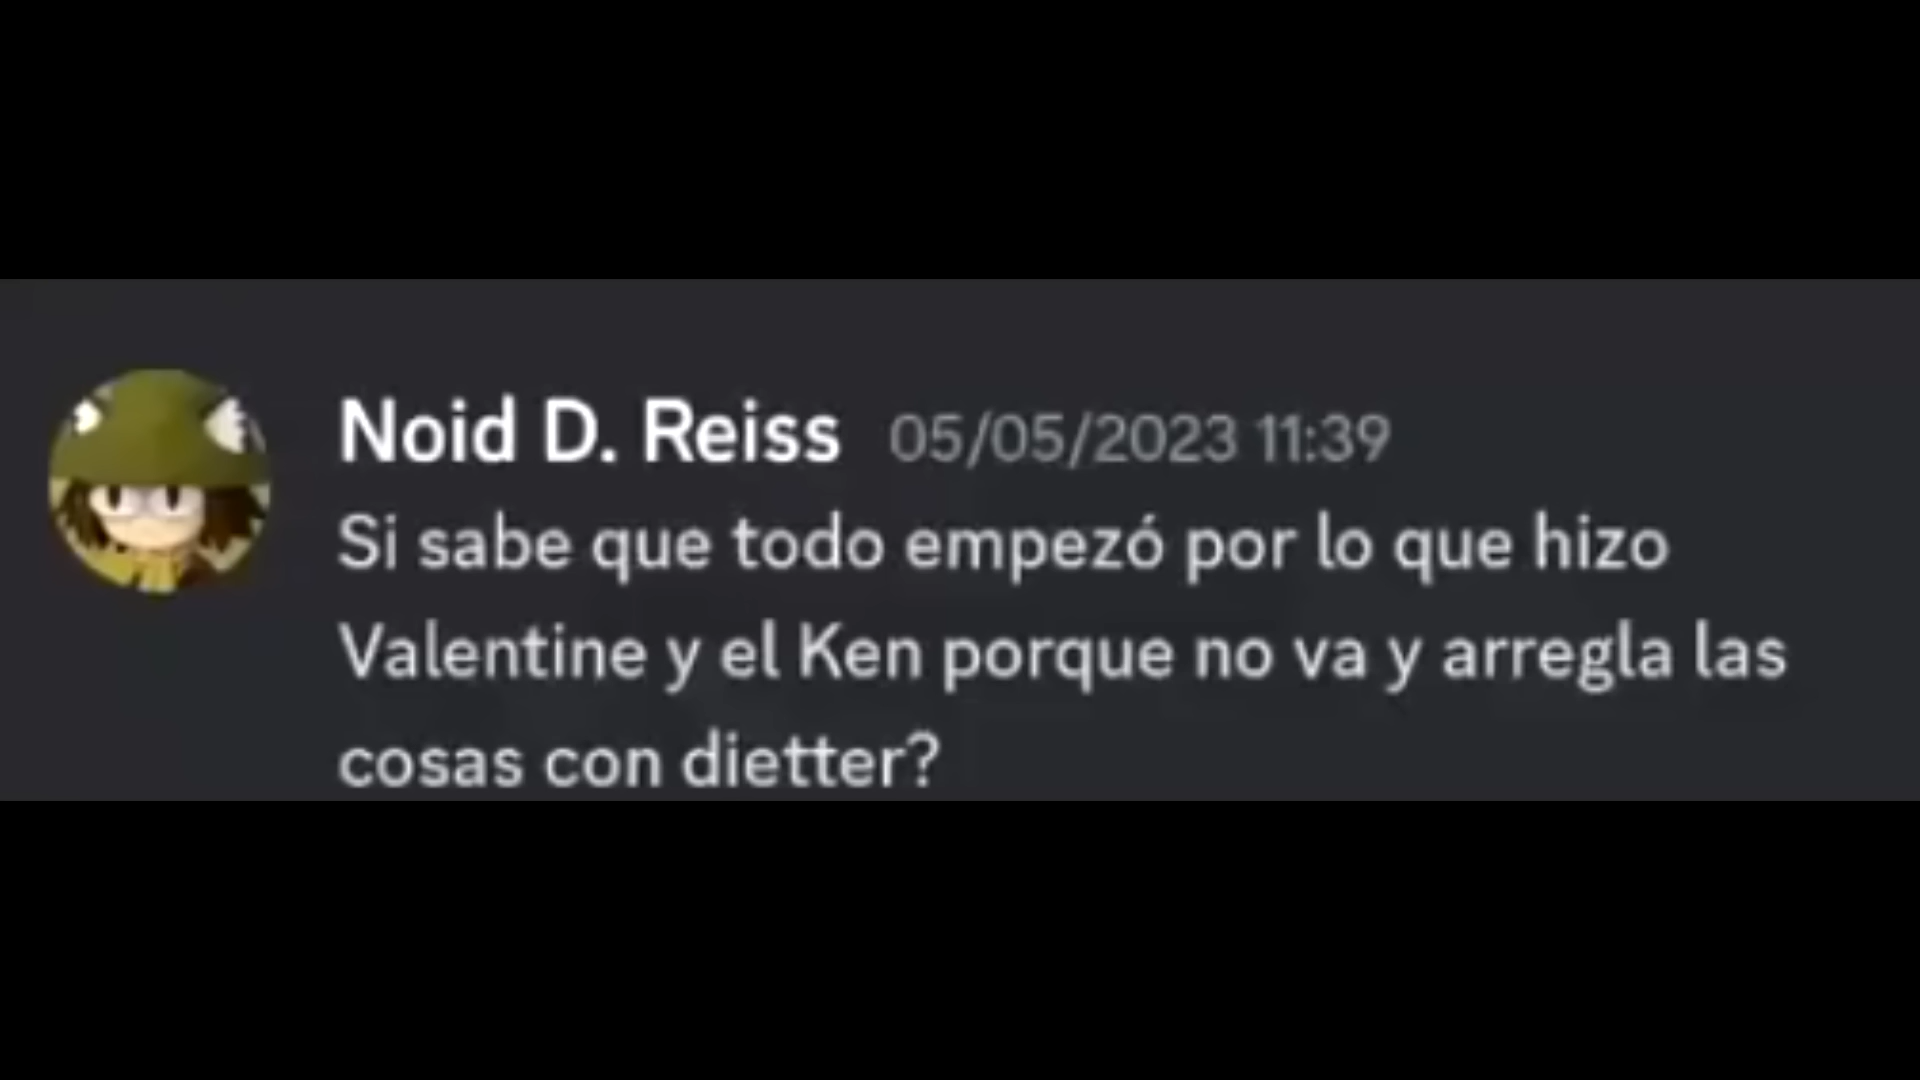 Noid D. Reiss 05/05/2023 11:39
Si sabe que todo empezó por lo que hizo
Valentine y el Ken porque no va y arregla las
cosas con dietter?